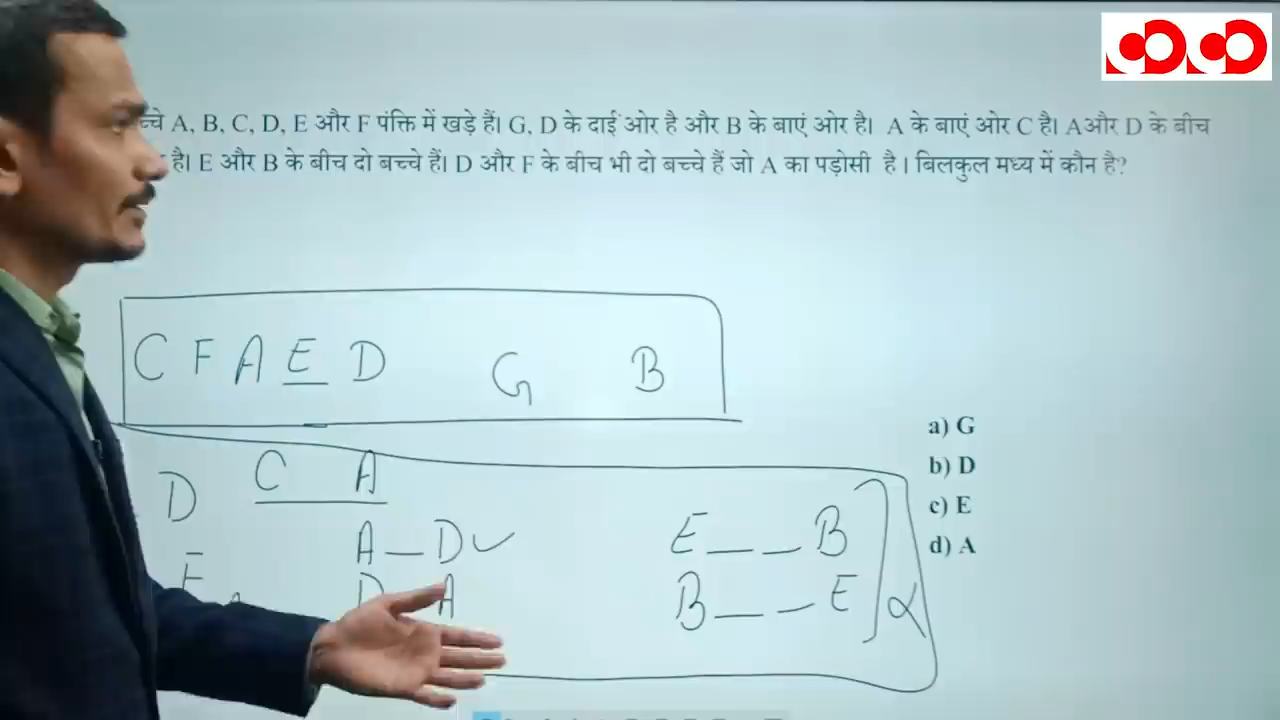 A, B, C, D, E और F पंक्ति में खड़े हैं। G, D के दाईं ओर है और B के बाएं ओर है। A के बाएं ओर C है। A और D के बीच
है। E और B के बीच दो बच्चे हैं। D और F के बीच भी दो बच्चे हैं जो A का पड़ोसी है। बिलकुल मध्य में कौन है?
C F A E D G B
a) G
b) D
c) E
d) A
D C A
A _ D E _ _ B
D A B _ _ E